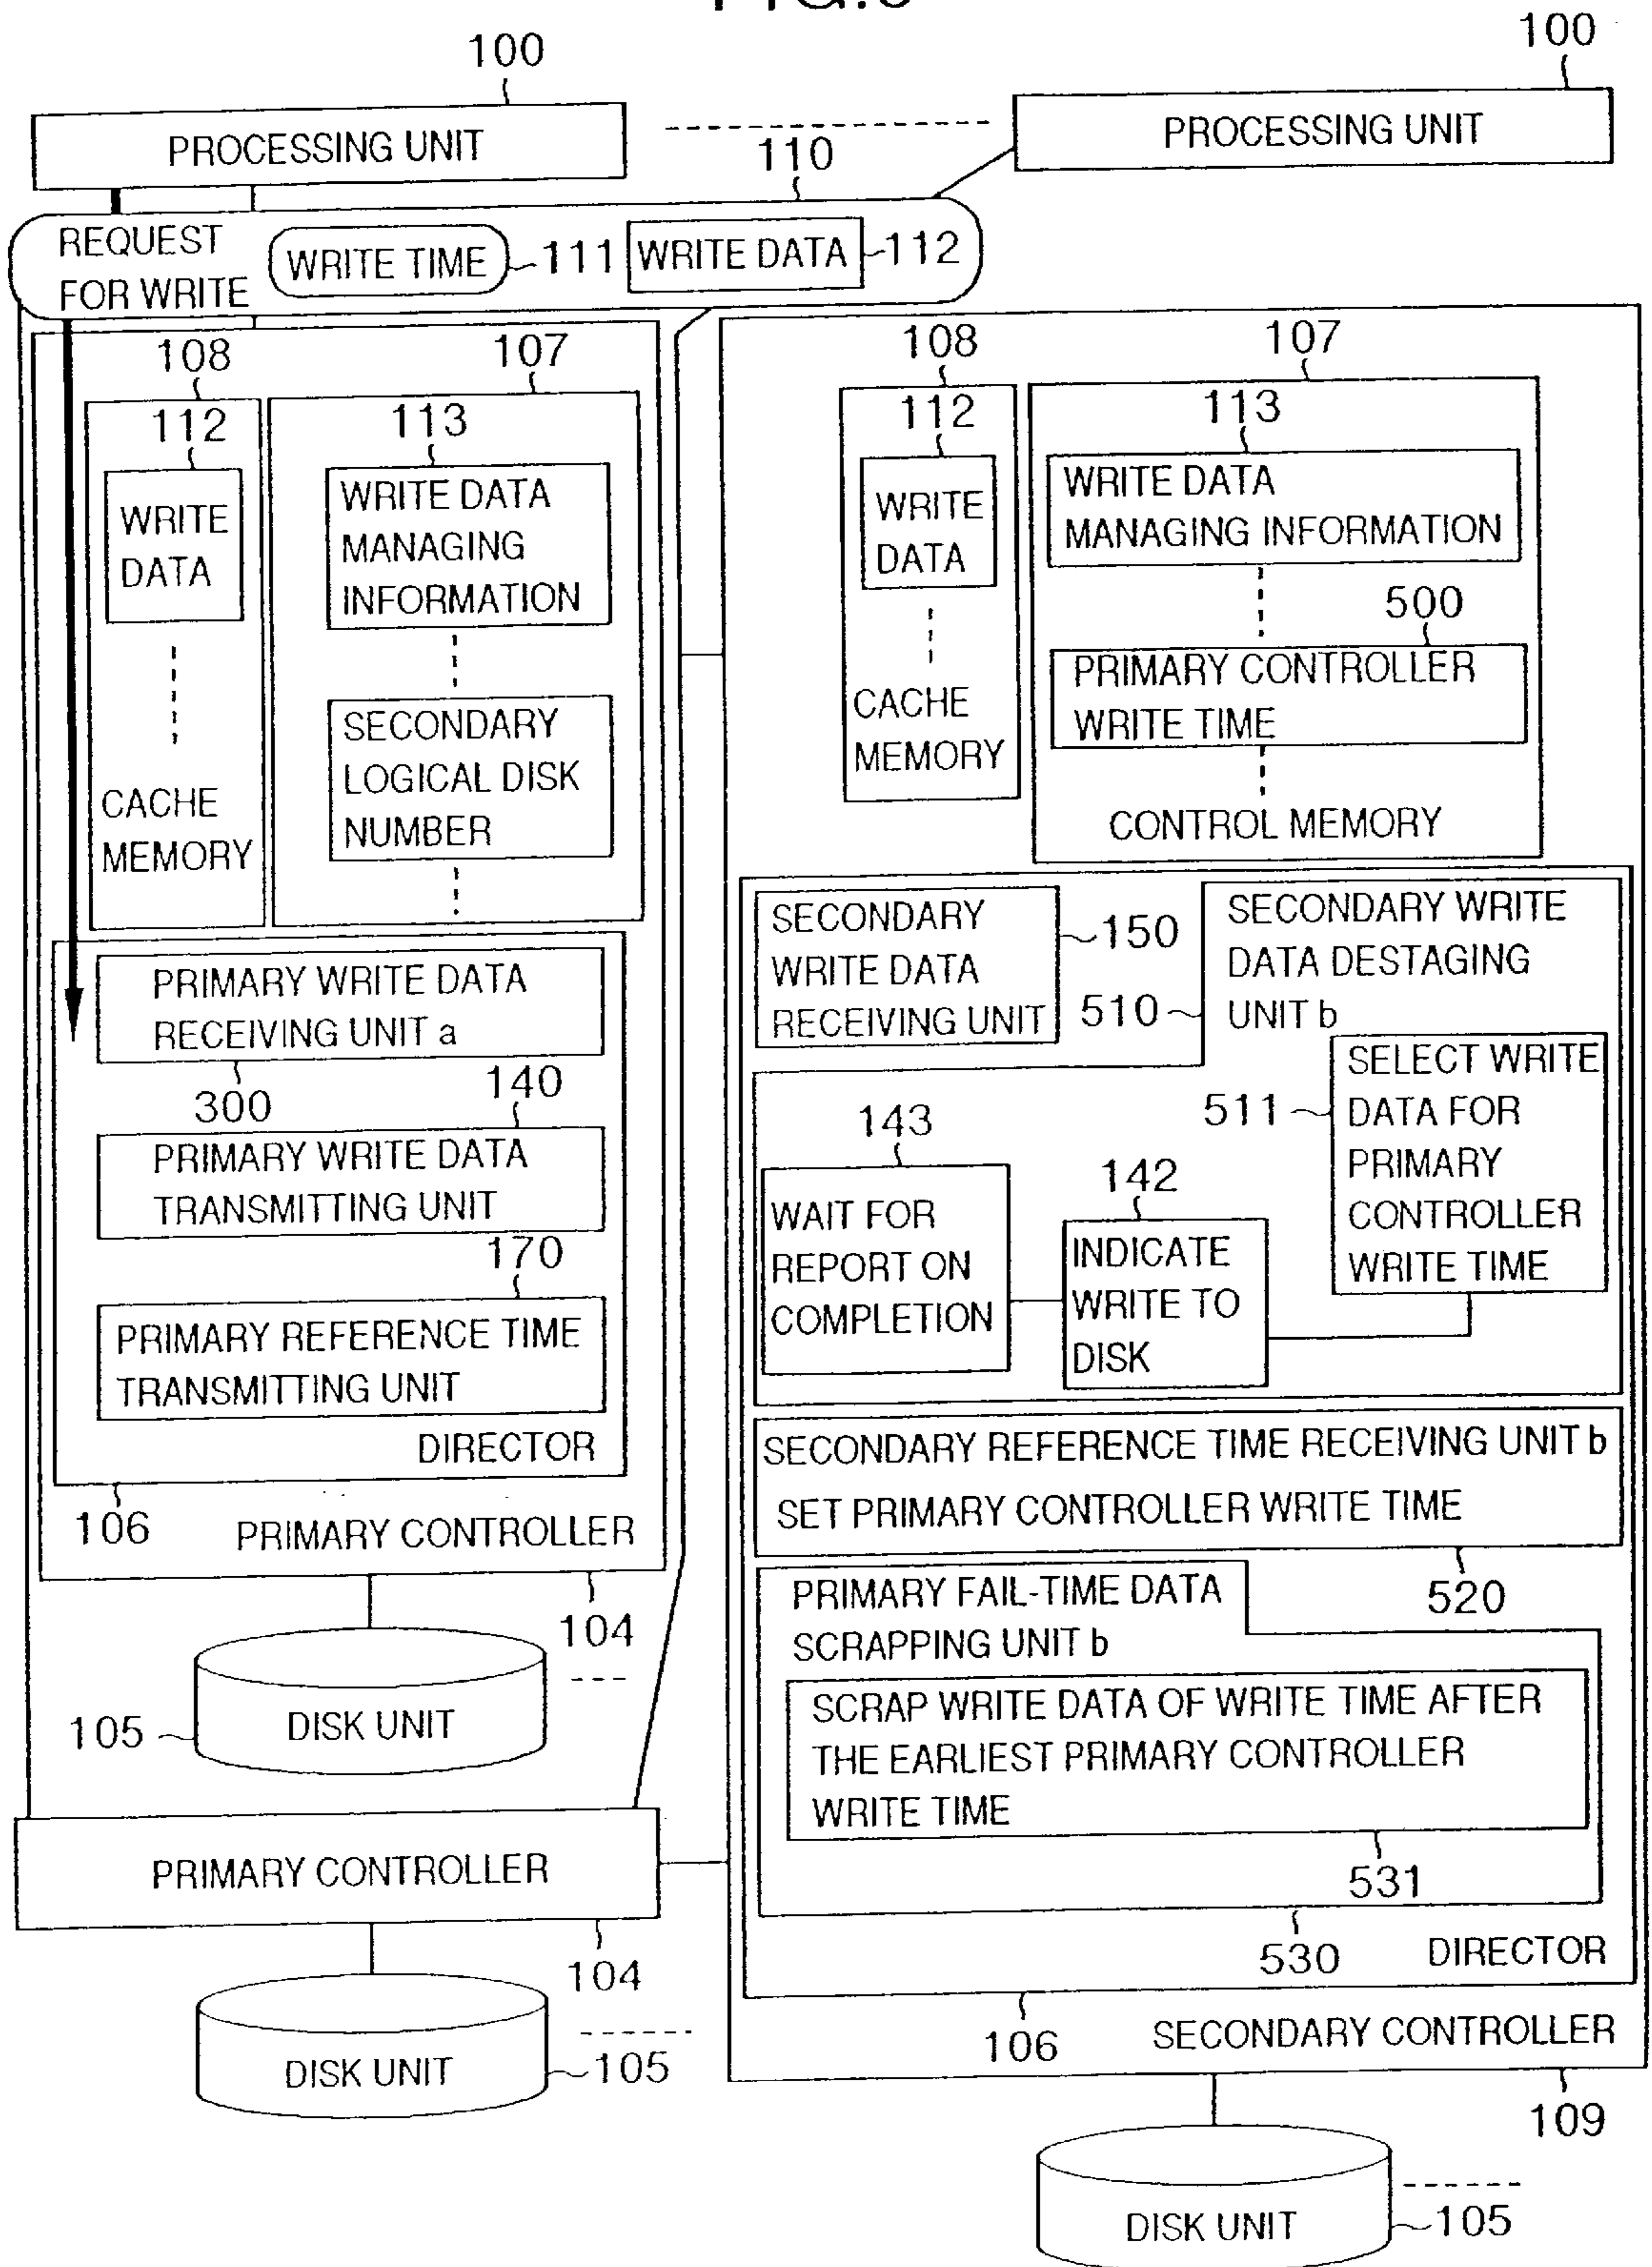 100
100
PROCESSING UNIT
PROCESSING UNIT
110
REQUEST
FOR WRITE
WRITE TIME
111
WRITE DATA
112
108
107
112
113
WRITE
DATA
WRITE DATA
MANAGING
INFORMATION
SECONDARY
LOGICAL DISK
NUMBER
CACHE
MEMORY
PRIMARY WRITE DATA
RECEIVING UNIT a
300
140
PRIMARY WRITE DATA
TRANSMITTING UNIT
170
PRIMARY REFERENCE TIME
TRANSMITTING UNIT
DIRECTOR
106
PRIMARY CONTROLLER
104
DISK UNIT
105
PRIMARY CONTROLLER
104
DISK UNIT
105
108
107
112
113
WRITE
DATA
WRITE DATA
MANAGING INFORMATION
500
PRIMARY CONTROLLER
WRITE TIME
CACHE
MEMORY
CONTROL MEMORY
SECONDARY
WRITE DATA
RECEIVING UNIT
150
510
SECONDARY WRITE
DATA DESTAGING
UNIT b
511
SELECT WRITE
DATA FOR
PRIMARY
CONTROLLER
WRITE TIME
143
WAIT FOR
REPORT ON
COMPLETION
142
INDICATE
WRITE TO
DISK
SECONDARY REFERENCE TIME RECEIVING UNIT b
SET PRIMARY CONTROLLER WRITE TIME
520
PRIMARY FAIL-TIME DATA
SCRAPPING UNIT b
SCRAP WRITE DATA OF WRITE TIME AFTER
THE EARLIEST PRIMARY CONTROLLER
WRITE TIME
531
530
DIRECTOR
106
SECONDARY CONTROLLER
109
DISK UNIT
105